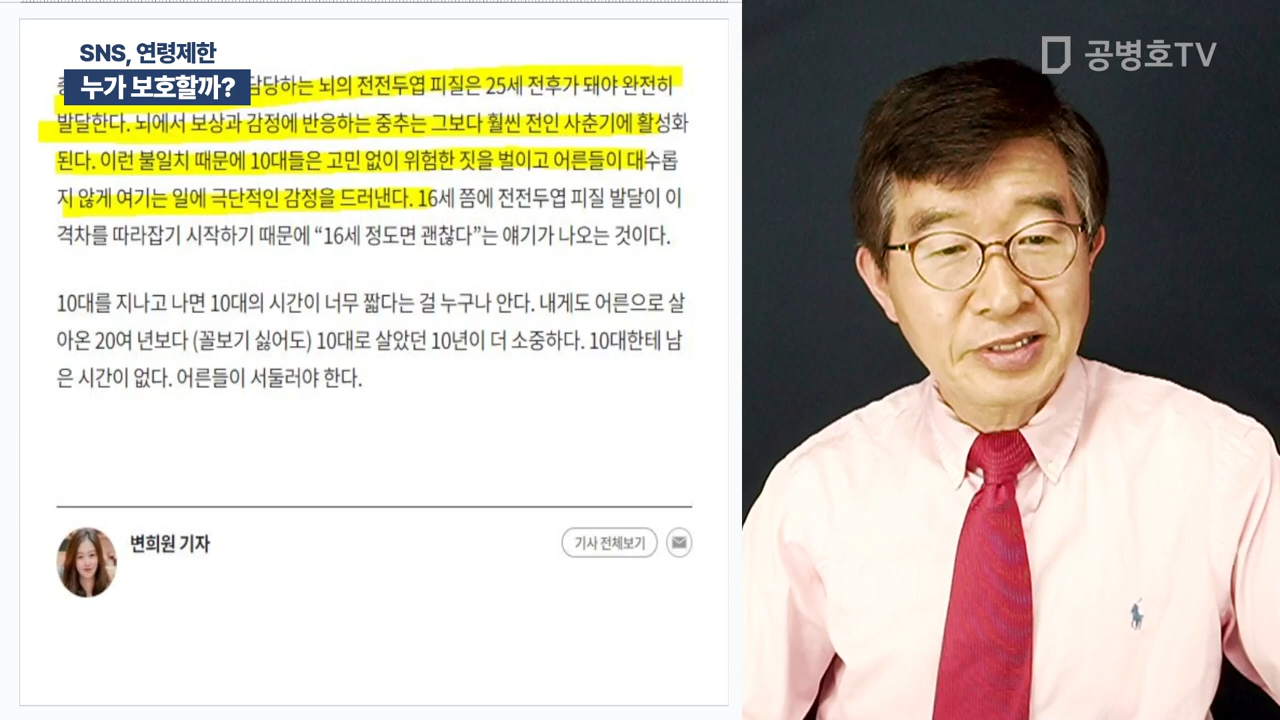 SNS, 연령제한
누가 보호할까?
공병호TV
담당하는 뇌의 전전두엽 피질은 25세 전후가 돼야 완전히
발달한다. 뇌에서 보상과 감정에 반응하는 중추는 그보다 훨씬 전인 사춘기에 활성화
된다. 이런 불일치 때문에 10대들은 고민 없이 위험한 짓을 벌이고 어른들이 대수롭
지 않게 여기는 일에 극단적인 감정을 드러낸다. 16세 쯤에 전전두엽 피질 발달이 이
격차를 따라잡기 시작하기 때문에 “16세 정도면 괜찮다”는 얘기가 나오는 것이다.
10대를 지나고 나면 10대의 시간이 너무 짧다는 걸 누구나 안다. 내게도 어른으로 살
아온 20여 년보다 (꼴보기 싫어도) 10대로 살았던 10년이 더 소중하다. 10대한테 남
은 시간이 없다. 어른들이 서둘러야 한다.
변희원 기자
기사 전체보기